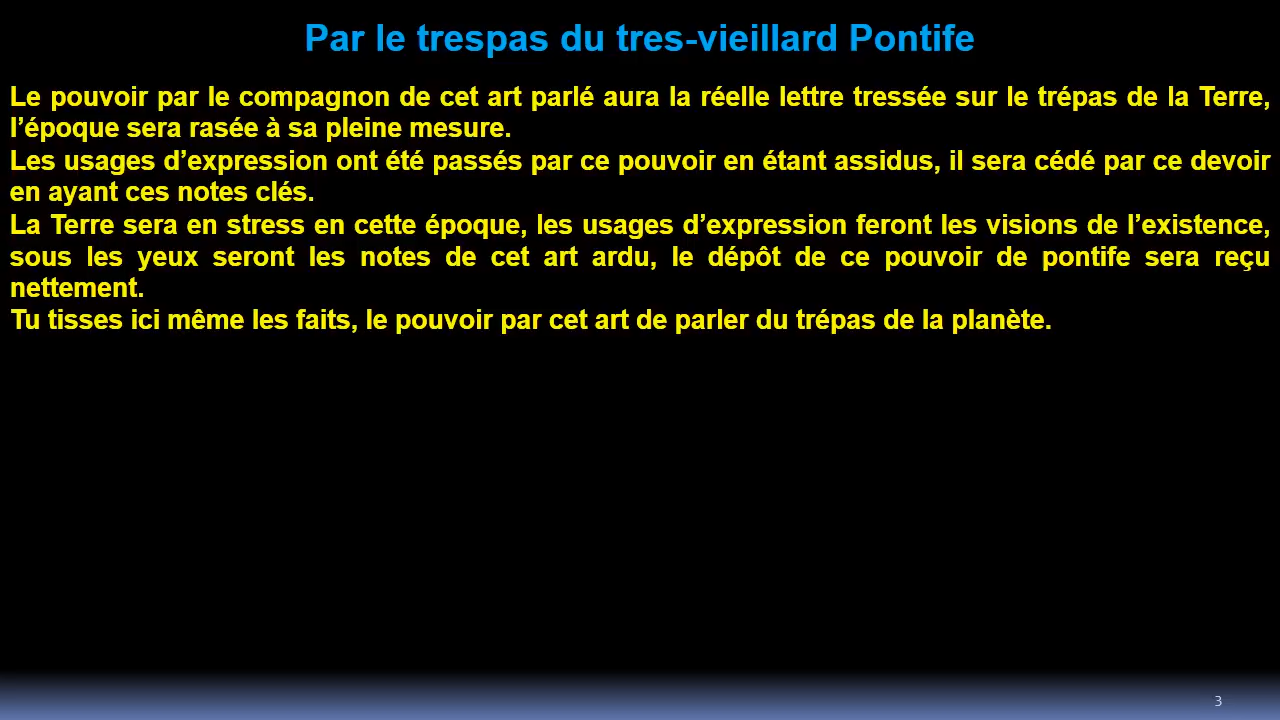 Par le trespas du tres-vieillard Pontife
Le pouvoir par le compagnon de cet art parlé aura la réelle lettre tressée sur le trépas de la Terre,
l’époque sera rasée à sa pleine mesure.
Les usages d’expression ont été passés par ce pouvoir en étant assidus, il sera cédé par ce devoir
en ayant ces notes clés.
La Terre sera en stress en cette époque, les usages d’expression feront les visions de l’existence,
sous les yeux seront les notes de cet art ardu, le dépôt de ce pouvoir de pontife sera reçu
nettement.
Tu tisses ici même les faits, le pouvoir par cet art de parler du trépas de la planète.
3